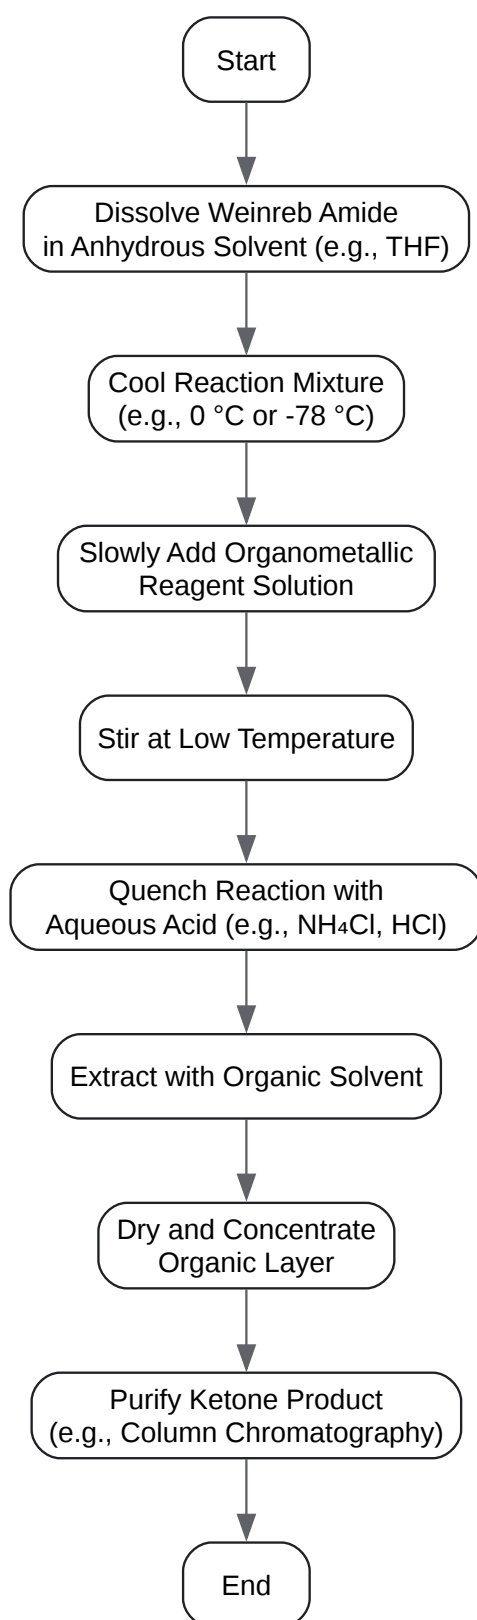 Start
Dissolve Weinreb Amide
in Anhydrous Solvent (e.g., THF)
Cool Reaction Mixture
(e.g., 0 °C or -78 °C)
Slowly Add Organometallic
Reagent Solution
Stir at Low Temperature
Quench Reaction with
Aqueous Acid (e.g., NH₄Cl, HCl)
Extract with Organic Solvent
Dry and Concentrate
Organic Layer
Purify Ketone Product
(e.g., Column Chromatography)
End